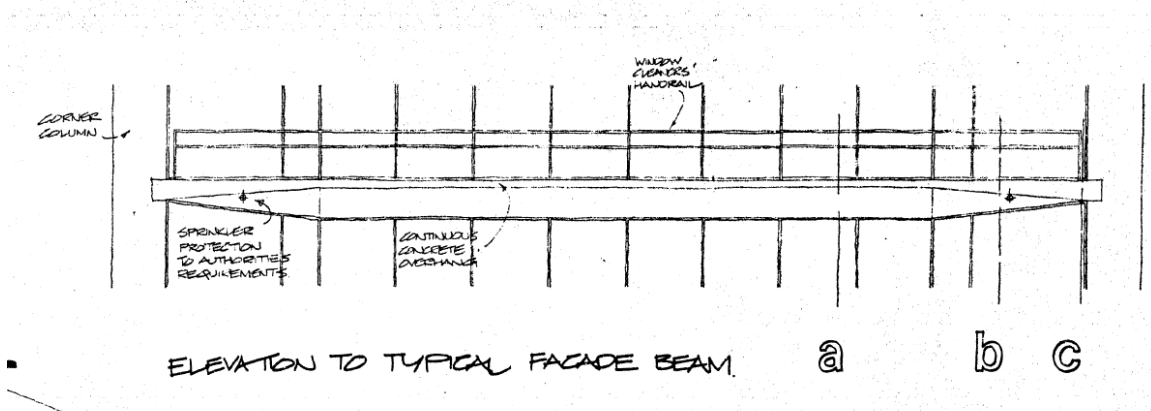 WINDOW
CLEANERS'
HANDRAIL
CORNER
COLUMN
SPRINKLER
PROTECTION
TO AUTHORITIES
REQUIREMENTS.
CONTINUOUS
CONCRETE
OVERHANG
ELEVATION TO TYPICAL FACADE BEAM.
a
b
c